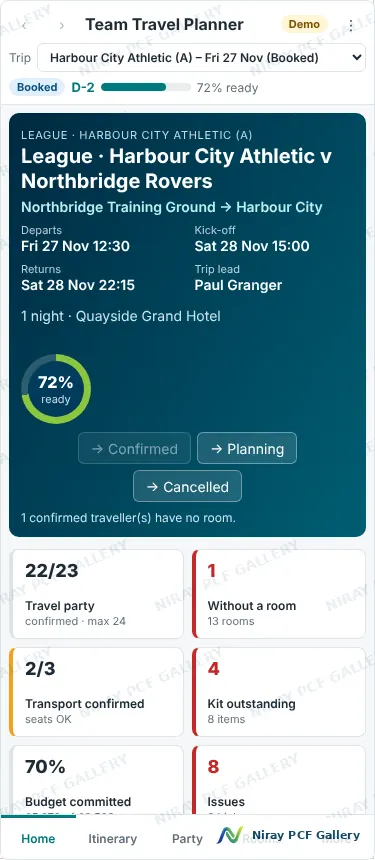 Team Travel Planner
Demo
Trip
Harbour City Athletic (A) – Fri 27 Nov (Booked)
Booked
D-2
72% ready
LEAGUE · HARBOUR CITY ATHLETIC (A)
League · Harbour City Athletic v
Northbridge Rovers
Northbridge Training Ground → Harbour City
Departs
Kick-off
Fri 27 Nov 12:30
Sat 28 Nov 15:00
Returns
Trip lead
Sat 28 Nov 22:15
Paul Granger
1 night · Quayside Grand Hotel
72%
ready
→ Confirmed
→ Planning
→ Cancelled
1 confirmed traveller(s) have no room.
22/23
1
Travel party
Without a room
confirmed · max 24
13 rooms
2/3
4
Transport confirmed
Kit outstanding
seats OK
8 items
70%
8
Budget committed
Issues
Home
Itinerary
Party
Niray PCF Gallery
NIRAY PCF GALLERY